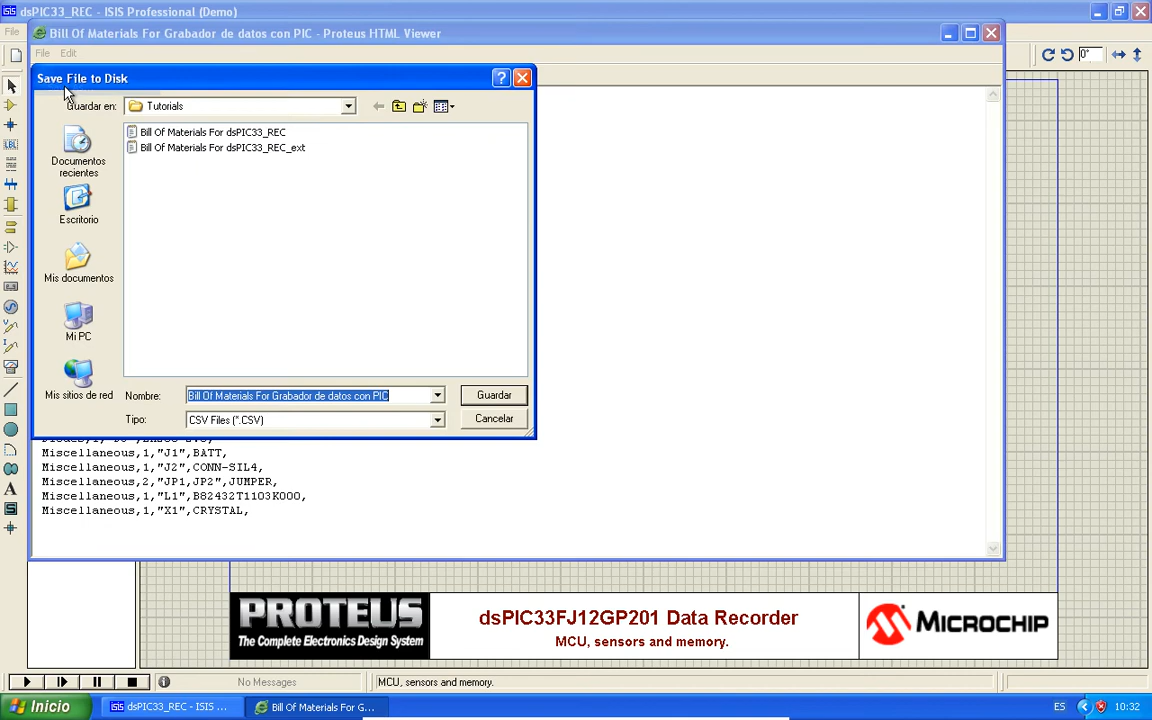 dsPIC33_REC - ISIS Professional (Demo)
File
Bill Of Materials For Grabador de datos con PIC - Proteus HTML Viewer
File Edit
0°
Save File to Disk
Guardar en: Tutorials
Bill Of Materials For dsPIC33_REC
Bill Of Materials For dsPIC33_REC_ext
Documentos
recientes
Escritorio
Mis documentos
Mi PC
Mis sitios de red
Nombre: Bill Of Materials For Grabador de datos con PIC Guardar
Tipo: CSV Files (*.CSV) Cancelar
LBL
A
S
Miscellaneous,1,"J1",BATT,
Miscellaneous,1,"J2",CONN-SIL4,
Miscellaneous,2,"JP1,JP2",JUMPER,
Miscellaneous,1,"L1",B82432T1103K000,
Miscellaneous,1,"X1",CRYSTAL,
PROTEUS
The Complete Electronics Design System
dsPIC33FJ12GP201 Data Recorder
MCU, sensors and memory.
MICROCHIP
No Messages
MCU, sensors and memory.
Inicio
dsPIC33_REC - ISIS ...
Bill Of Materials For G...
ES
10:32